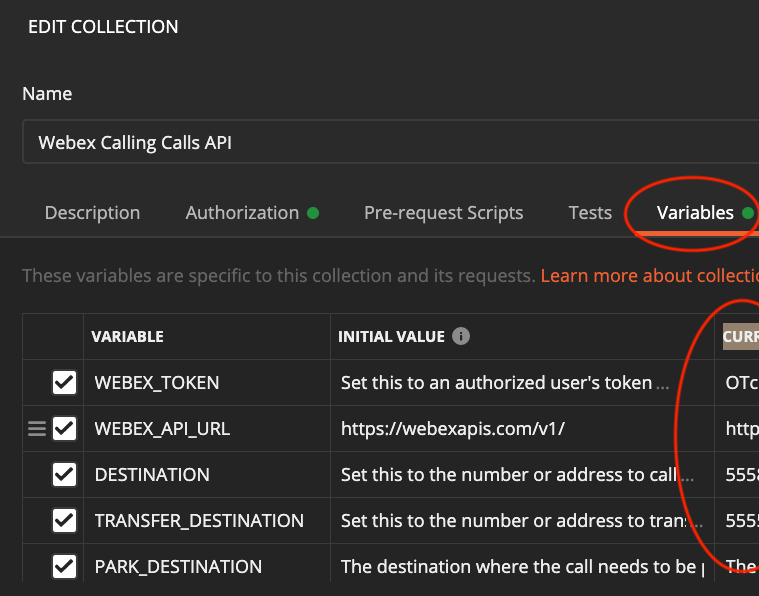 EDIT COLLECTION
Name
Webex Calling Calls API
Description Authorization Pre-request Scripts Tests Variables
These variables are specific to this collection and its requests. Learn more about collectio
VARIABLE INITIAL VALUE CURR
WEBEX_TOKEN Set this to an authorized user's token ... OTc
WEBEX_API_URL https://webexapis.com/v1/ http
DESTINATION Set this to the number or address to call ... 5558
TRANSFER_DESTINATION Set this to the number or address to tran ... 5555
PARK_DESTINATION The destination where the call needs to be The